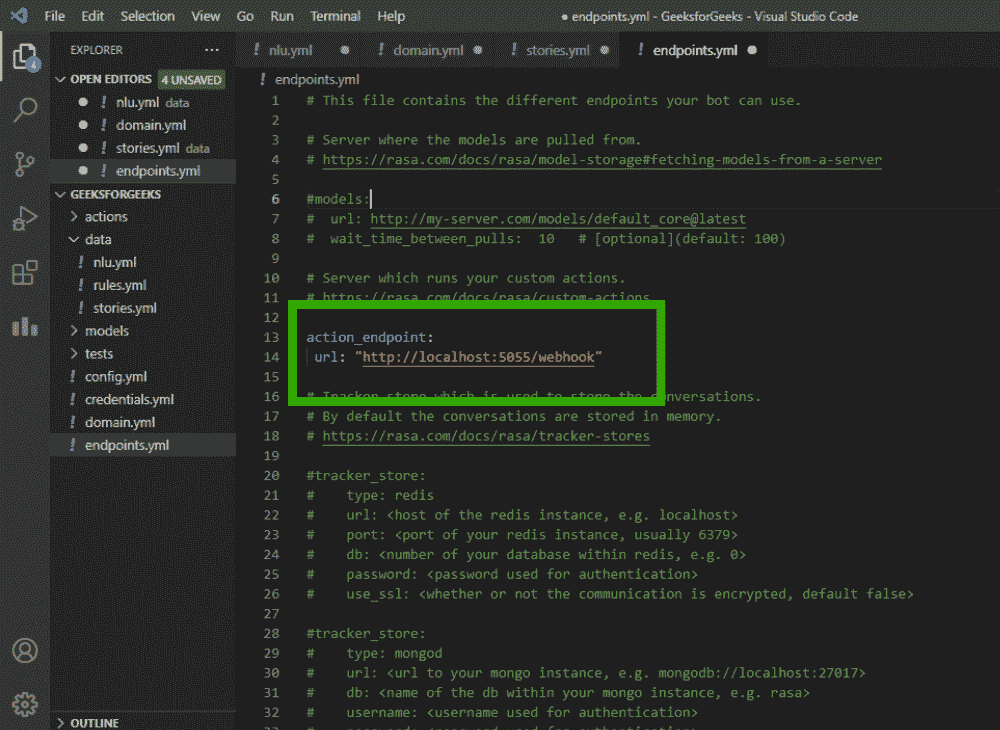 File Edit Selection View Go Run Terminal Help ● endpoints.yml - GeeksforGeeks - Visual Studio Code
EXPLORER ...
! nlu.yml ● ! domain.yml ● ! stories.yml ● ! endpoints.yml ●
4
OPEN EDITORS 4 UNSAVED
● ! nlu.yml data
● ! domain.yml
● ! stories.yml data
● ! endpoints.yml
GEEKSFORGEEKS
> actions
data
! nlu.yml
! rules.yml
! stories.yml
> models
> tests
! config.yml
! credentials.yml
! domain.yml
! endpoints.yml
> OUTLINE
! endpoints.yml
1 # This file contains the different endpoints your bot can use.
2
3 # Server where the models are pulled from.
4 # https://rasa.com/docs/rasa/model-storage#fetching-models-from-a-server
5
6 #models:
7 #  url: http://my-server.com/models/default_core@latest
8 #  wait_time_between_pulls:  10   # [optional](default: 100)
9
10 # Server which runs your custom actions.
11 # https://rasa.com/docs/rasa/custom-actions
12
13 action_endpoint:
14  url: "http://localhost:5055/webhook"
15
16 # Tracker store which is used to store the conversations.
17 # By default the conversations are stored in memory.
18 # https://rasa.com/docs/rasa/tracker-stores
19
20 #tracker_store:
21 #    type: redis
22 #    url: <host of the redis instance, e.g. localhost>
23 #    port: <port of your redis instance, usually 6379>
24 #    db: <number of your database within redis, e.g. 0>
25 #    password: <password used for authentication>
26 #    use_ssl: <whether or not the communication is encrypted, default false>
27
28 #tracker_store:
29 #    type: mongod
30 #    url: <url to your mongo instance, e.g. mongodb://localhost:27017>
31 #    db: <name of the db within your mongo instance, e.g. rasa>
32 #    username: <username used for authentication>